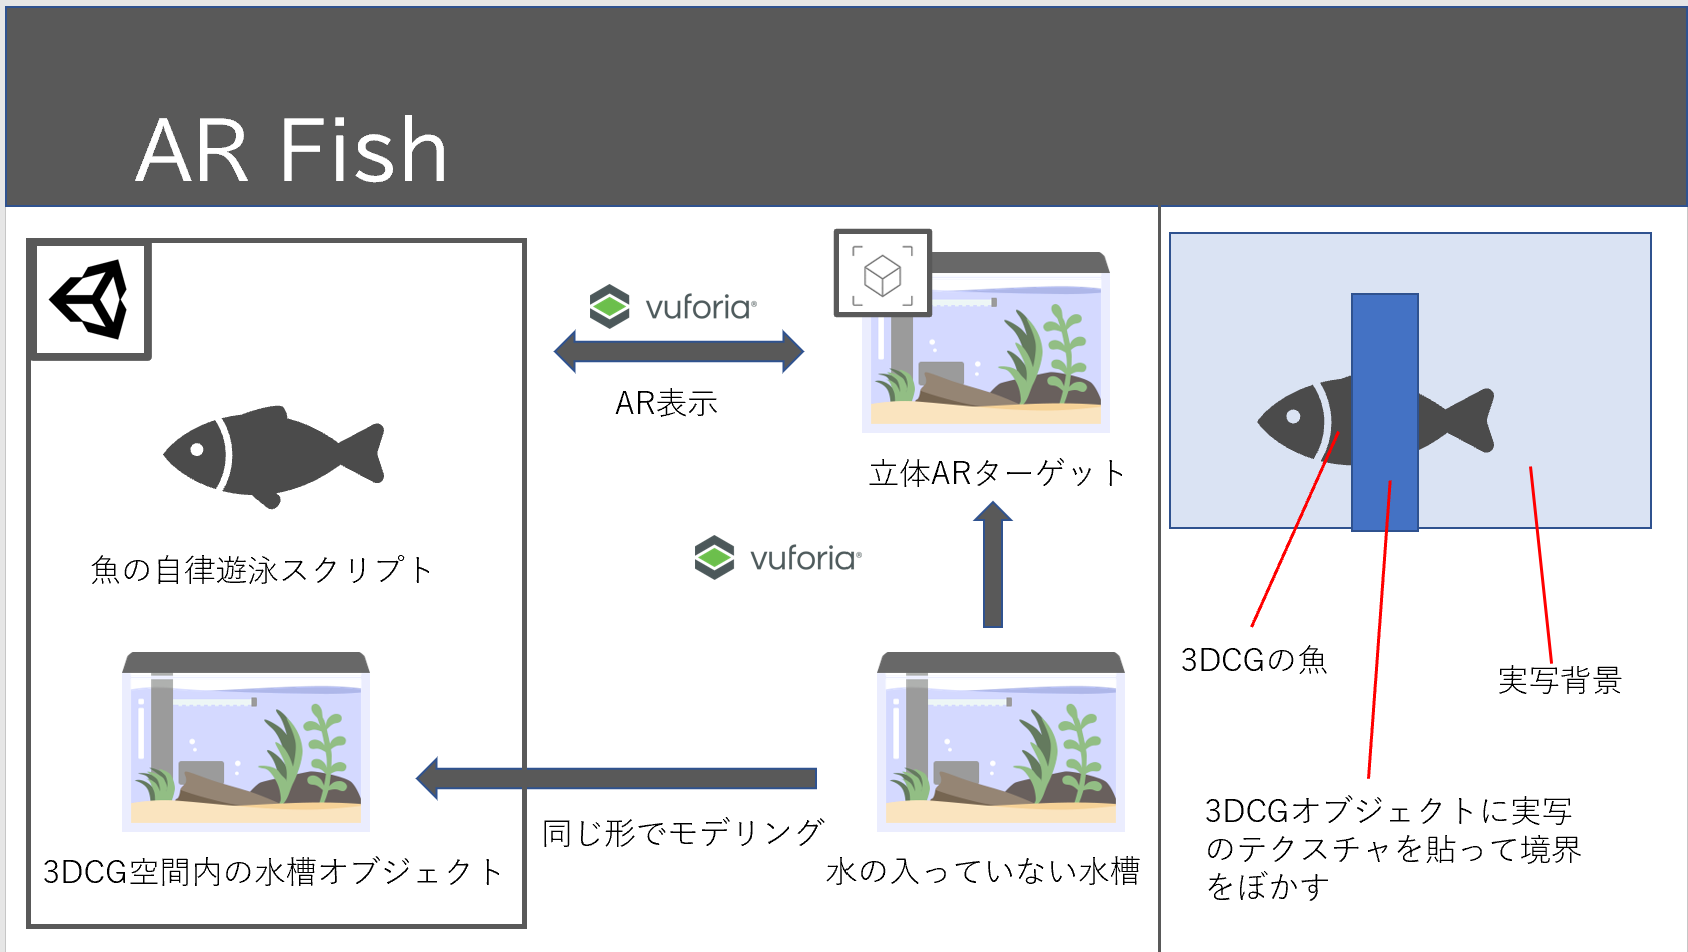 AR Fish
vuforia®
AR表示
立体ARターゲット
魚の自律遊泳スクリプト
vuforia®
3DCG空間内の水槽オブジェクト
同じ形でモデリング
水の入っていない水槽
3DCGの魚
実写背景
3DCGオブジェクトに実写
のテクスチャを貼って境界
をぼかす